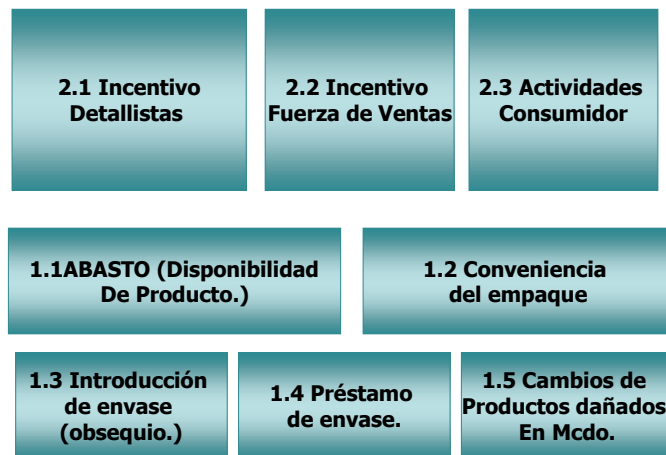 2.1 Incentivo
Detallistas
2.2 Incentivo
Fuerza de Ventas
2.3 Actividades
Consumidor
1.1ABASTO (Disponibilidad
De Producto.)
1.2 Conveniencia
del empaque
1.3 Introducción
de envase
(obsequio.)
1.4 Préstamo
de envase.
1.5 Cambios de
Productos dañados
En Mcdo.